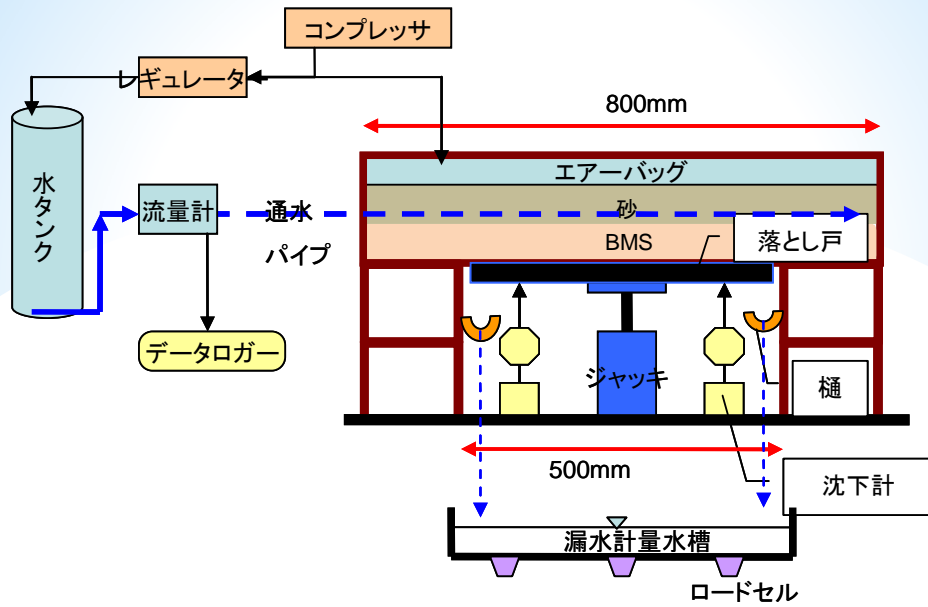 コンプレッサ
レギュレータ
800mm
エアーバッグ
水タンク
流量計
通水
パイプ
砂
BMS
落とし戸
データロガー
ジャッキ
樋
500mm
沈下計
漏水計量水槽
ロードセル